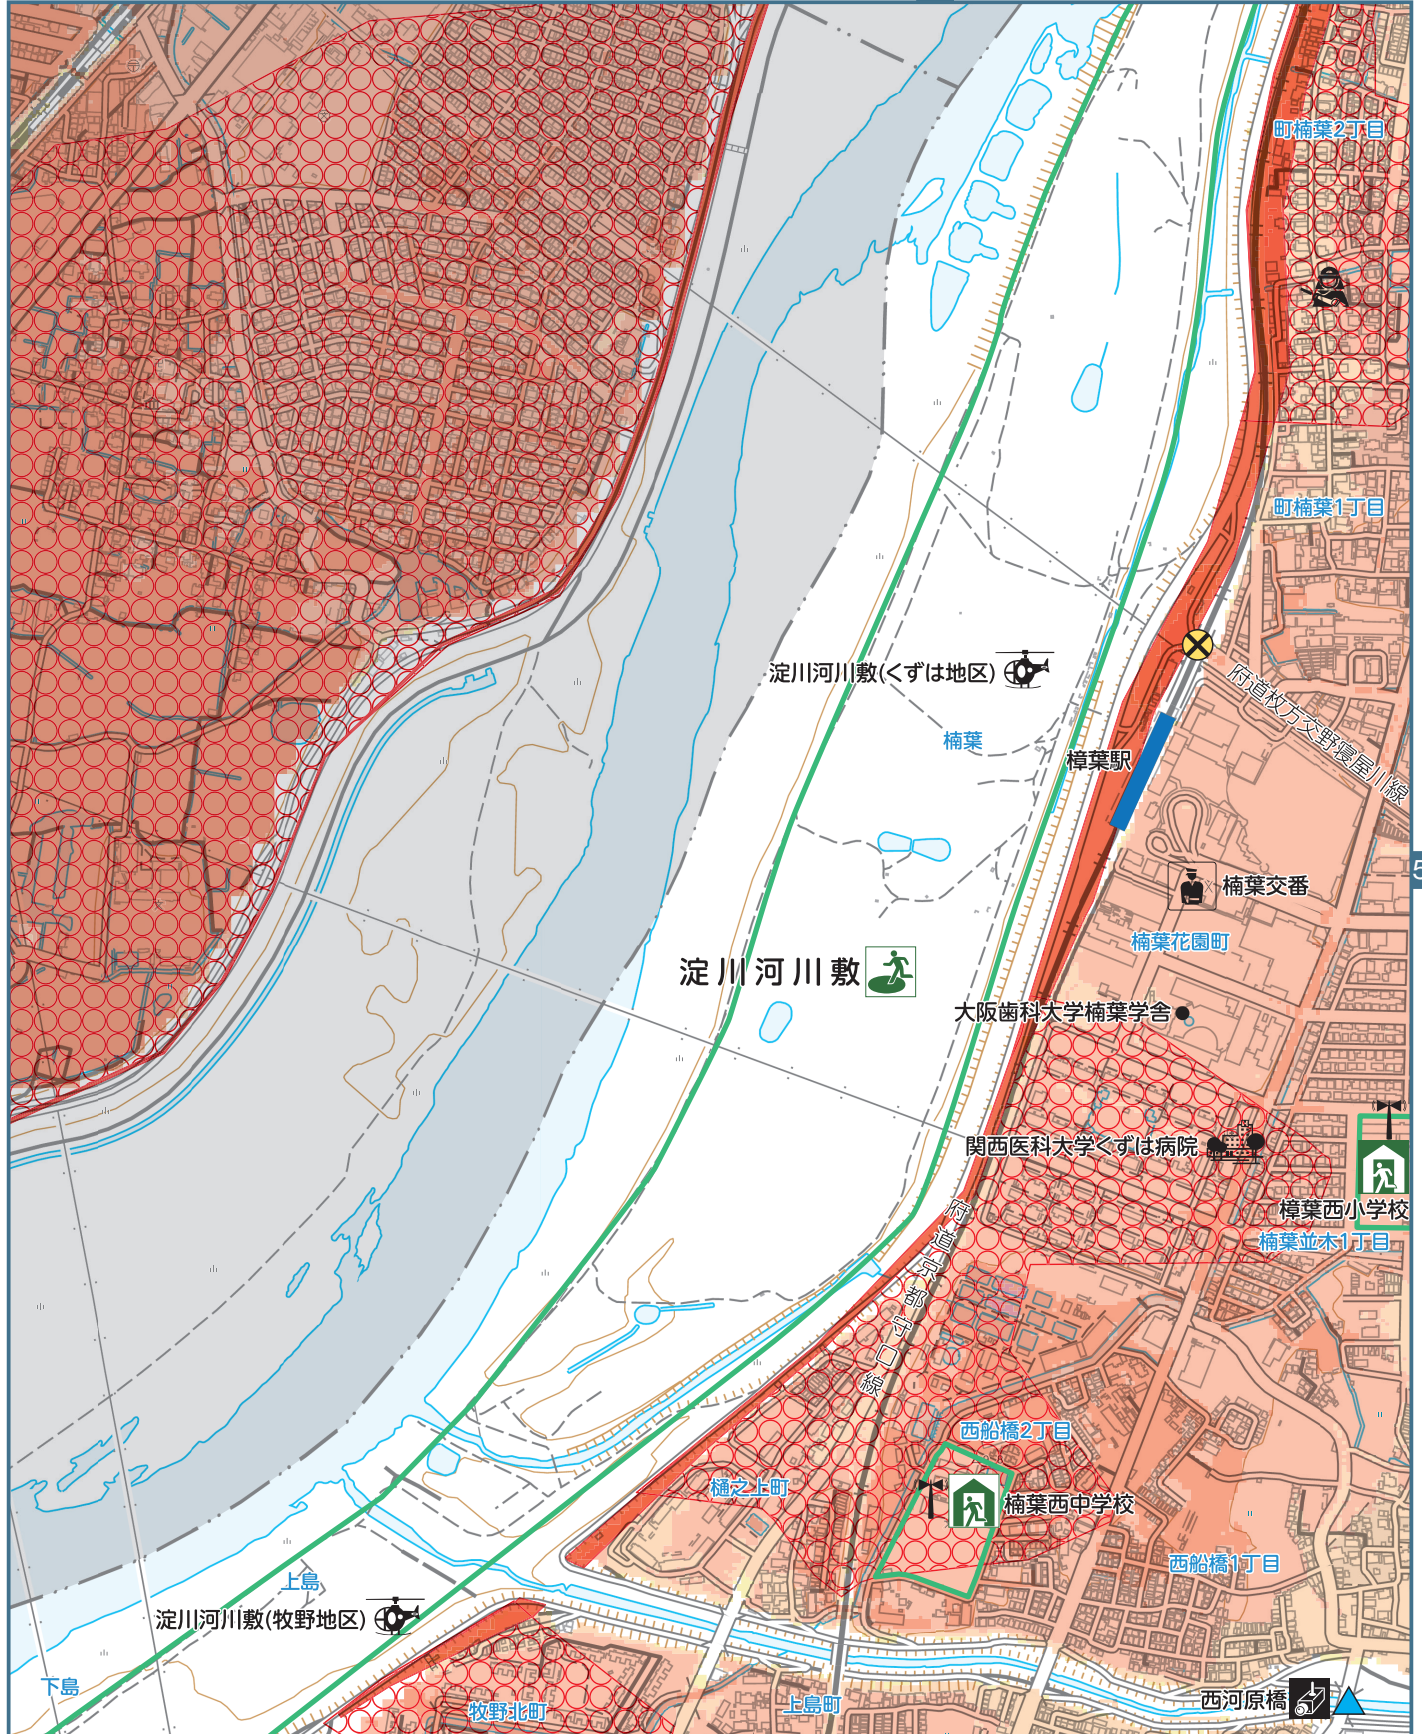 町楠葉2丁目
町楠葉1丁目
淀川河川敷(くずは地区)
府道枚方交野寝屋川線
楠葉
樟葉駅
5
楠葉交番
楠葉花園町
淀川河川敷
大阪歯科大学楠葉学舎
関西医科大学くずは病院
樟葉西小学校
府道京都守口線
楠葉並木1丁目
西船橋2丁目
樋之上町
楠葉西中学校
西船橋1丁目
上島
淀川河川敷(牧野地区)
下島
牧野北町
上島町
西河原橋